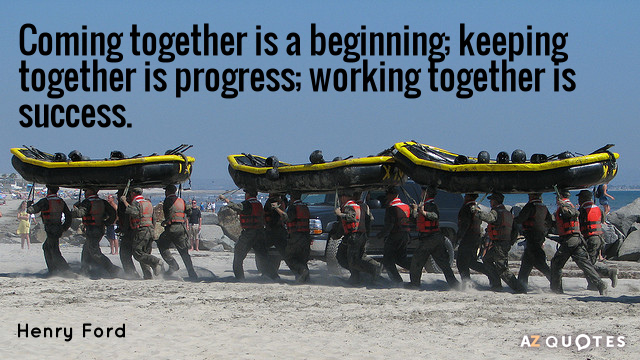 Coming together is a beginning; keeping
together is progress; working together is
success.
Henry Ford
AZ QUOTES